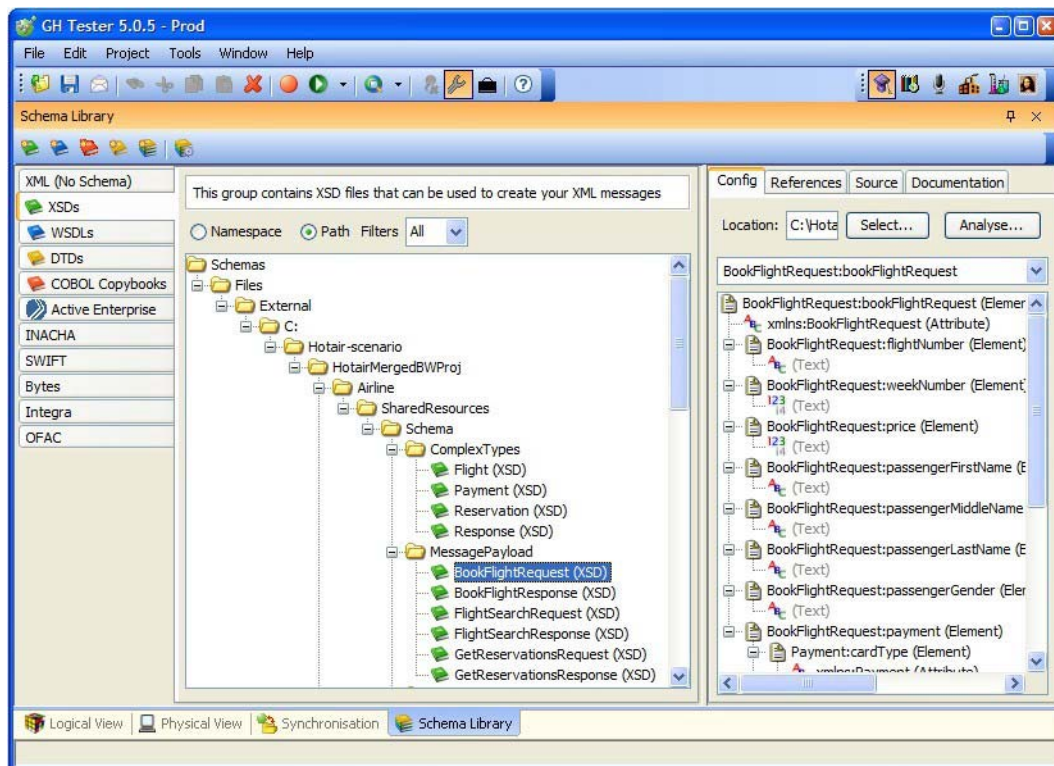 GH Tester 5.0.5 - Prod
File Edit Project Tools Window Help
Schema Library
XML (No Schema)
XSDs
WSDLs
DTDs
COBOL Copybooks
Active Enterprise
INACHA
SWIFT
Bytes
Integra
OFAC
This group contains XSD files that can be used to create your XML messages
Namespace Path Filters All
Schemas
Files
External
C:
Hotair-scenario
HotairMergedBWProj
Airline
SharedResources
Schema
ComplexTypes
Flight (XSD)
Payment (XSD)
Reservation (XSD)
Response (XSD)
MessagePayload
BookFlightRequest (XSD)
BookFlightResponse (XSD)
FlightSearchRequest (XSD)
FlightSearchResponse (XSD)
GetReservationsRequest (XSD)
GetReservationsResponse (XSD)
Config References Source Documentation
Location: C:\Hota Select... Analyse...
BookFlightRequest:bookFlightRequest
BookFlightRequest:bookFlightRequest (Elemer
xmlns:BookFlightRequest (Attribute)
BookFlightRequest:flightNumber (Element)
(Text)
BookFlightRequest:weekNumber (Element)
(Text)
BookFlightRequest:price (Element)
(Text)
BookFlightRequest:passengerFirstName (E
(Text)
BookFlightRequest:passengerMiddleName
(Text)
BookFlightRequest:passengerLastName (E
(Text)
BookFlightRequest:passengerGender (Eler
(Text)
BookFlightRequest:payment (Element)
Payment:cardType (Element)
xmlns:Payment (Attribute)
Logical View Physical View Synchronisation Schema Library